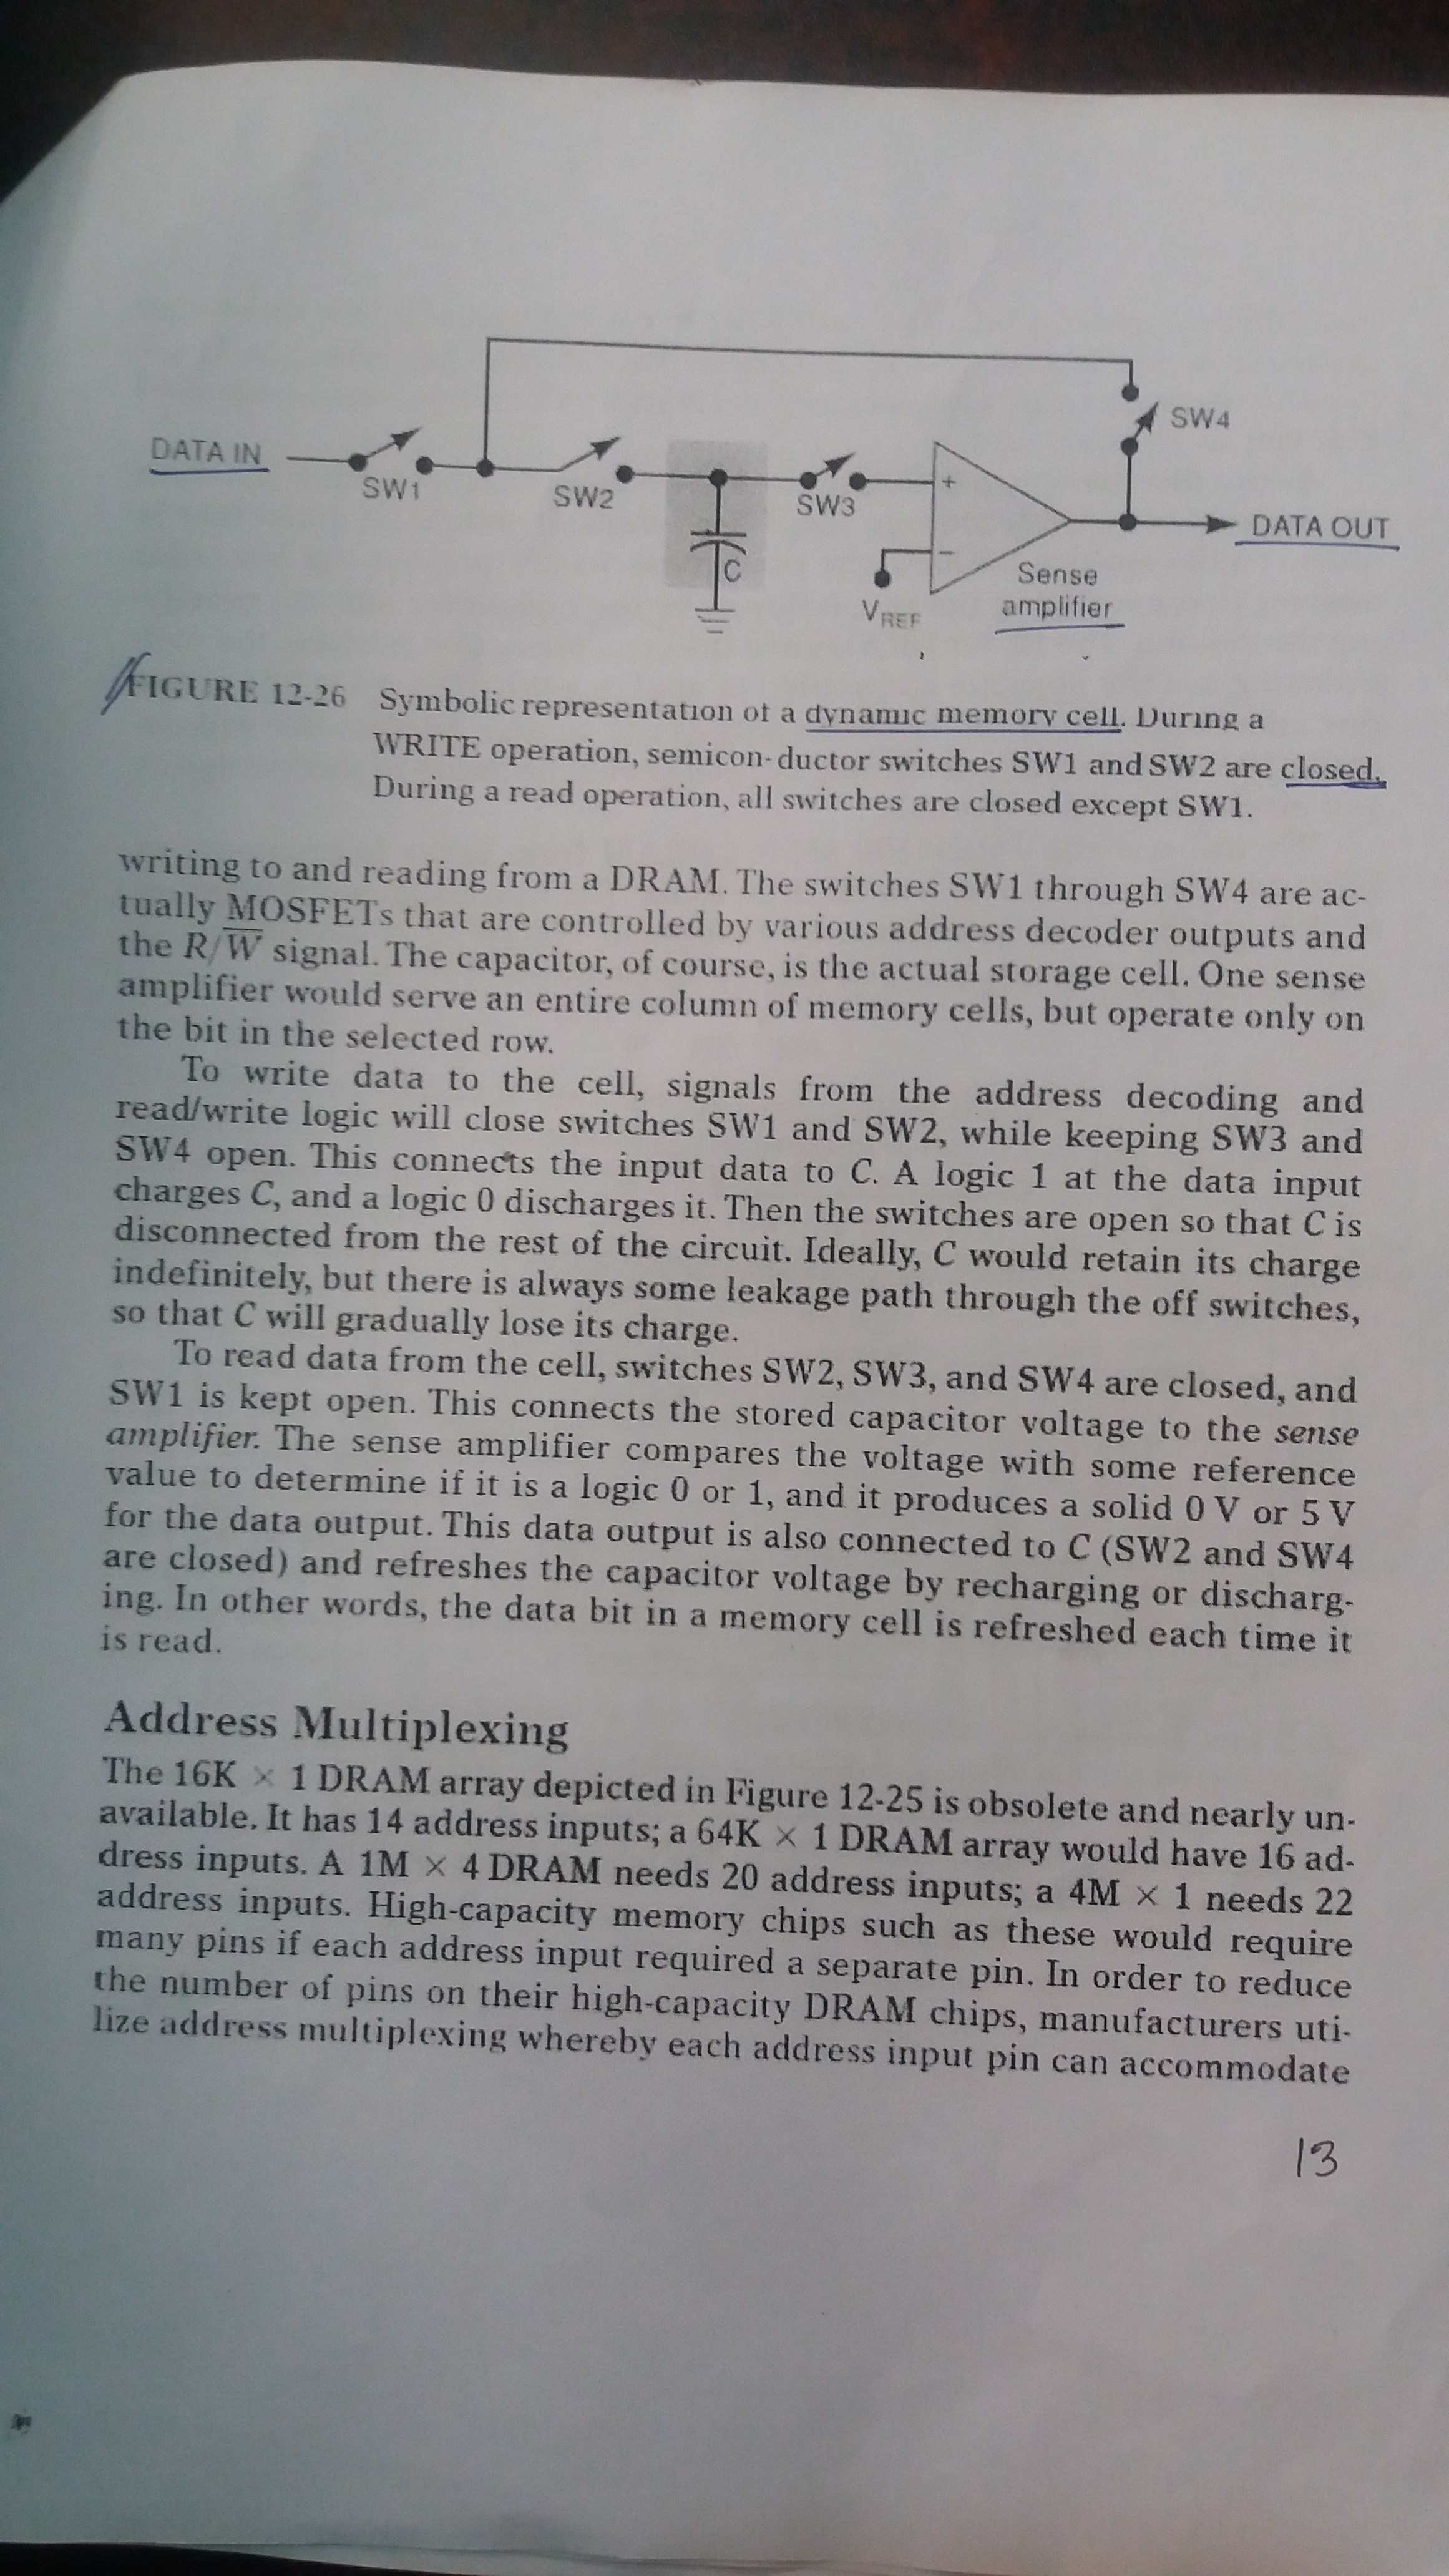 SW4
DATA IN
SW1
SW2
SW3
+
−
C
VREF
DATA OUT
Sense
amplifier
FIGURE 12-26 Symbolic representation of a dynamic memory cell. During a
WRITE operation, semicon-ductor switches SW1 and SW2 are closed.
During a read operation, all switches are closed except SW1.
writing to and reading from a DRAM. The switches SW1 through SW4 are ac-
tually MOSFETs that are controlled by various address decoder outputs and
the R/W̅ signal. The capacitor, of course, is the actual storage cell. One sense
amplifier would serve an entire column of memory cells, but operate only on
the bit in the selected row.
To write data to the cell, signals from the address decoding and
read/write logic will close switches SW1 and SW2, while keeping SW3 and
SW4 open. This connects the input data to C. A logic 1 at the data input
charges C, and a logic 0 discharges it. Then the switches are open so that C is
disconnected from the rest of the circuit. Ideally, C would retain its charge
indefinitely, but there is always some leakage path through the off switches,
so that C will gradually lose its charge.
To read data from the cell, switches SW2, SW3, and SW4 are closed, and
SW1 is kept open. This connects the stored capacitor voltage to the sense
amplifier. The sense amplifier compares the voltage with some reference
value to determine if it is a logic 0 or 1, and it produces a solid 0 V or 5 V
for the data output. This data output is also connected to C (SW2 and SW4
are closed) and refreshes the capacitor voltage by recharging or discharg-
ing. In other words, the data bit in a memory cell is refreshed each time it
is read.
Address Multiplexing
The 16K × 1 DRAM array depicted in Figure 12-25 is obsolete and nearly un-
available. It has 14 address inputs; a 64K × 1 DRAM array would have 16 ad-
dress inputs. A 1M × 4 DRAM needs 20 address inputs; a 4M × 1 needs 22
address inputs. High-capacity memory chips such as these would require
many pins if each address input required a separate pin. In order to reduce
the number of pins on their high-capacity DRAM chips, manufacturers uti-
lize address multiplexing whereby each address input pin can accommodate
13